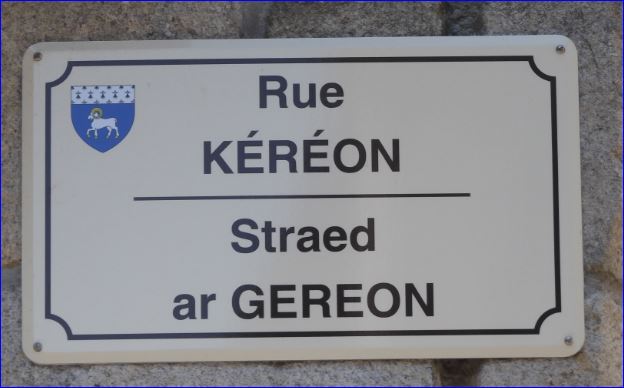 Rue
KÉRÉON
Straed
ar GEREON